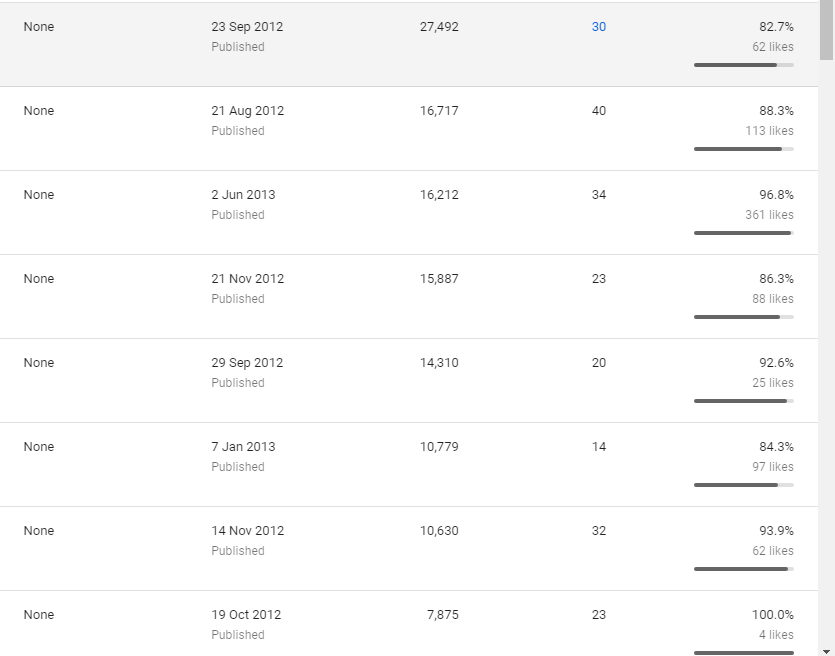 None 23 Sep 2012 27,492 30 82.7%
Published 62 likes
None 21 Aug 2012 16,717 40 88.3%
Published 113 likes
None 2 Jun 2013 16,212 34 96.8%
Published 361 likes
None 21 Nov 2012 15,887 23 86.3%
Published 88 likes
None 29 Sep 2012 14,310 20 92.6%
Published 25 likes
None 7 Jan 2013 10,779 14 84.3%
Published 97 likes
None 14 Nov 2012 10,630 32 93.9%
Published 62 likes
None 19 Oct 2012 7,875 23 100.0%
Published 4 likes